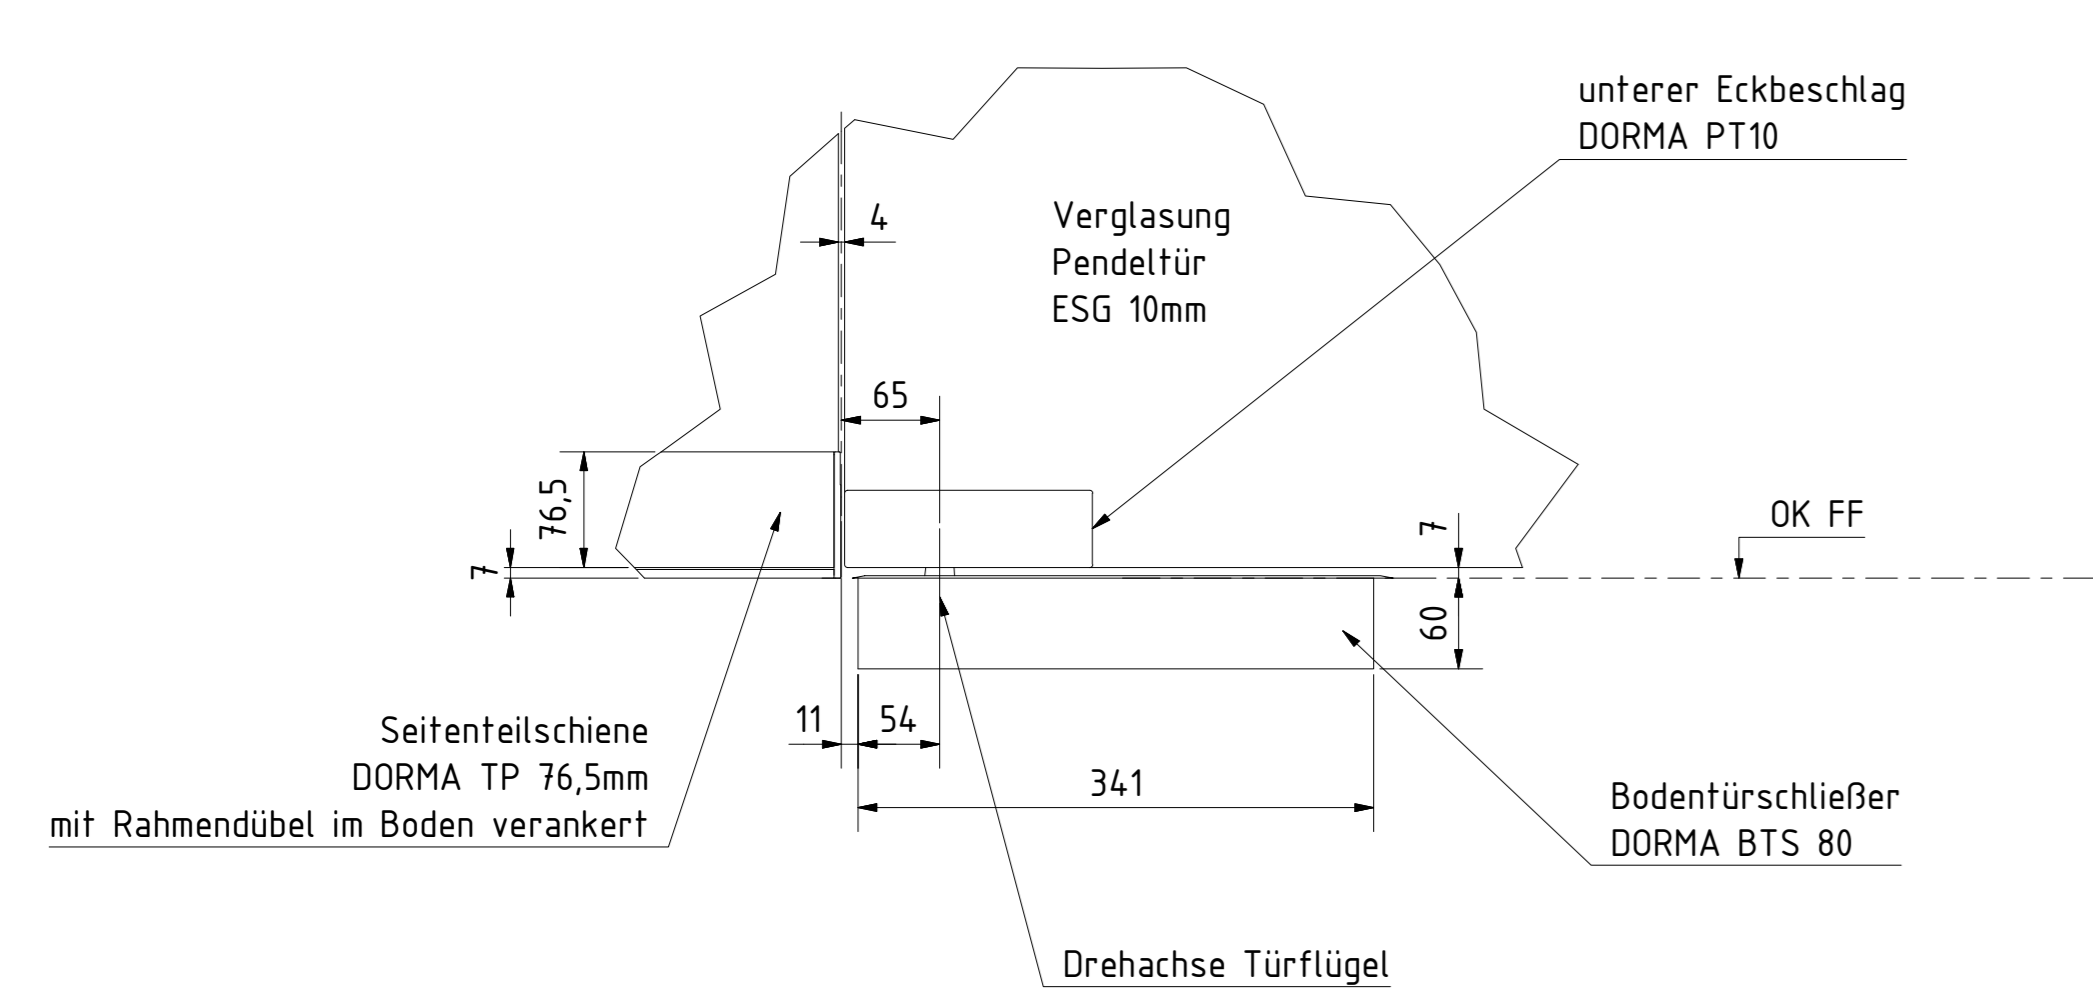 unterer Eckbeschlag
DORMA PT10
4
Verglasung
Pendeltür
ESG 10mm
65
76,5
7
7
OK FF
60
11
54
341
Seitenteilschiene
DORMA TP 76,5mm
mit Rahmendübel im Boden verankert
Bodentürschließer
DORMA BTS 80
Drehachse Türflügel